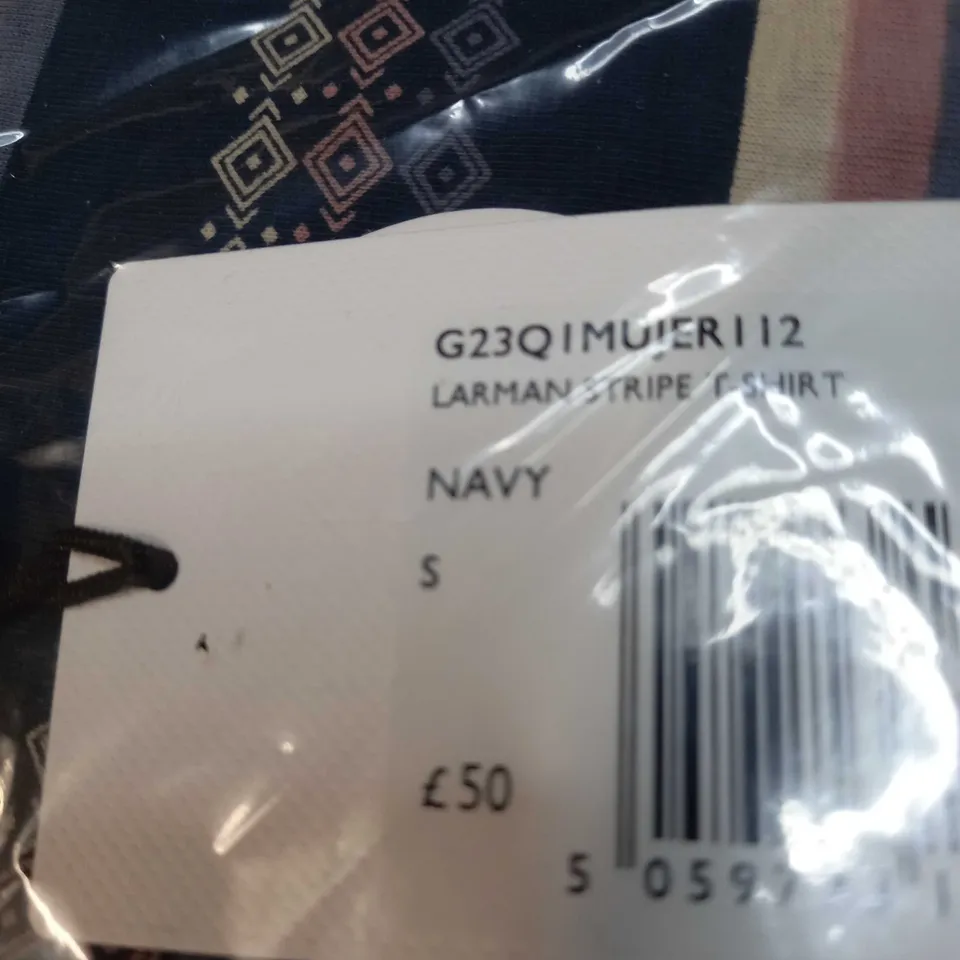 G23Q1MUJER112
LARMAN STRIPE T-SHIRT
NAVY
S
£50
5 059